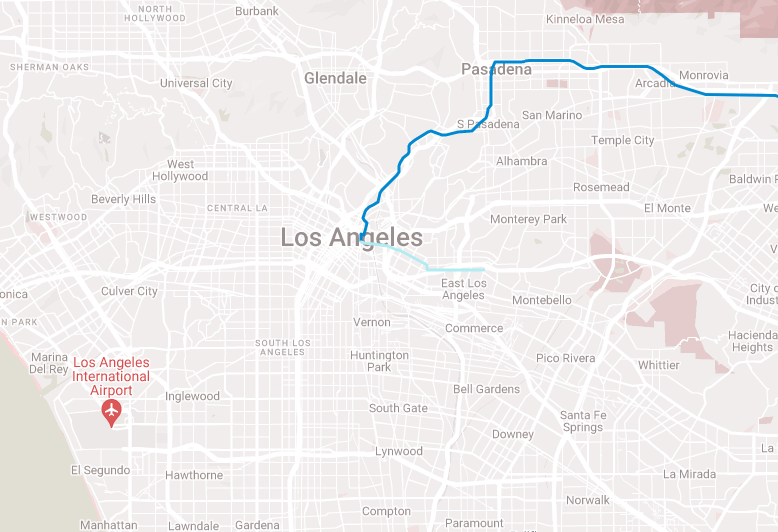 NORTH
HOLLYWOOD
Burbank
Kinneloa Mesa
SHERMAN OAKS
Universal City
Glendale
Pasadena
Arcadia
Monrovia
S Pasadena
San Marino
Temple City
West
Hollywood
Alhambra
Beverly Hills
Rosemead
Baldwin P
WESTWOOD
CENTRAL LA
Monterey Park
El Monte
We
Los Angeles
East Los
Angeles
onica
Culver City
Montebello
City of
Indust
N PARK
Vernon
Commerce
SOUTH LOS
ANGELES
Hacienda
Heights
Marina
Del Rey
Los Angeles
International
Airport
Huntington
Park
Pico Rivera
Whittier
Inglewood
Bell Gardens
South Gate
Santa Fe
Springs
Downey
Lynwood
La
El Segundo
Hawthorne
La Mirada
Norwalk
Compton
Manhattan
Lawndale
Gardena
Paramount